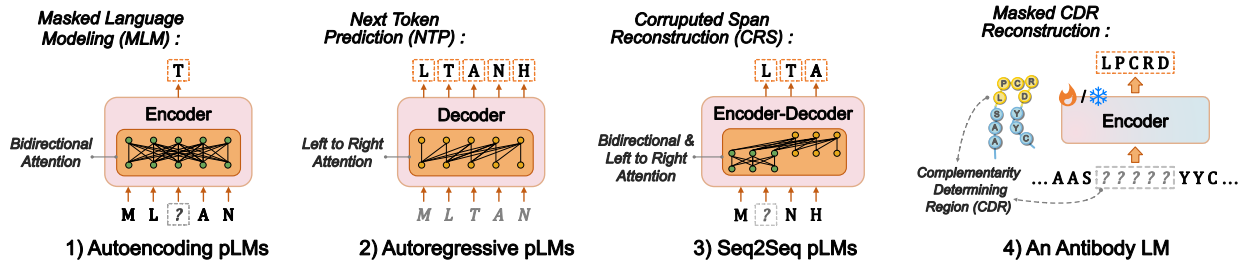 Masked Language
Modeling (MLM) :
T
Encoder
Bidirectional
Attention
M L ? A N
1) Autoencoding pLMs
Next Token
Prediction (NTP) :
L T A N H
Decoder
Left to Right
Attention
M L T A N
2) Autoregressive pLMs
Corruputed Span
Reconstruction (CRS) :
L T A
Encoder-Decoder
Bidirectional &
Left to Right
Attention
M ? N H
3) Seq2Seq pLMs
Masked CDR
Reconstruction :
L P C R D
P C R
L D
S Y
A Y
A C
/
Encoder
Complementarity
Determining
Region (CDR)
... A A S ? ? ? ? ? Y Y C ...
4) An Antibody LM